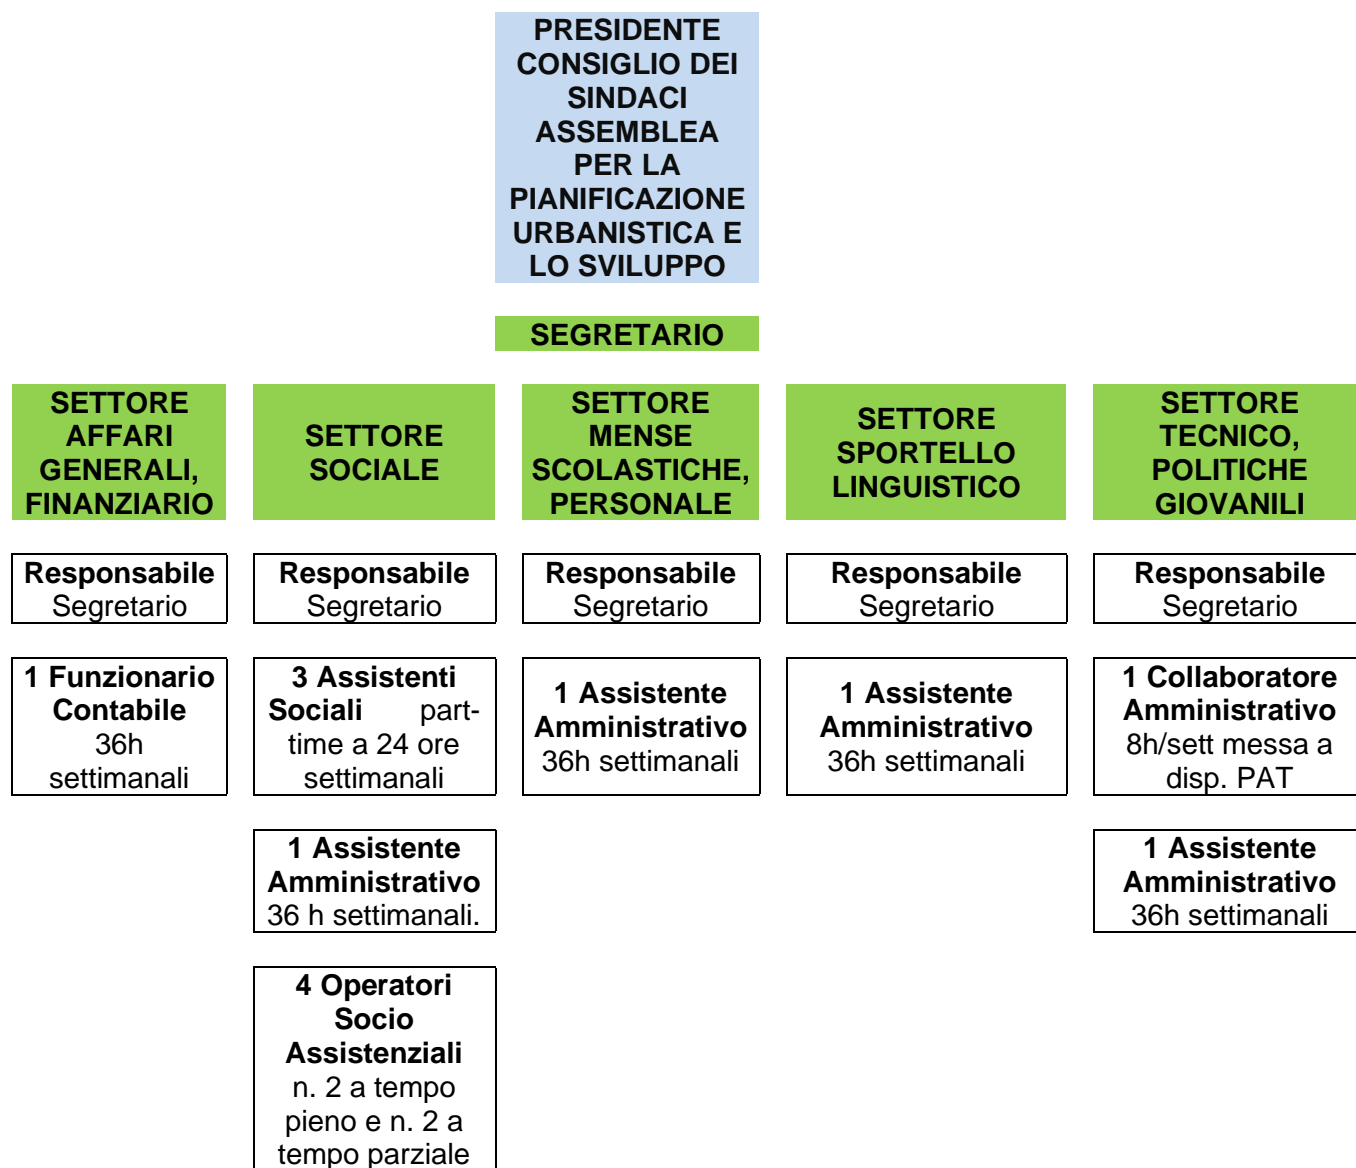 PRESIDENTE
CONSIGLIO DEI
SINDACI
ASSEMBLEA
PER LA
PIANIFICAZIONE
URBANISTICA E
LO SVILUPPO
SEGRETARIO
SETTORE
AFFARI
GENERALI,
FINANZIARIO
SETTORE
SOCIALE
SETTORE
MENSE
SCOLASTICHE,
PERSONALE
SETTORE
SPORTELLO
LINGUISTICO
SETTORE
TECNICO,
POLITICHE
GIOVANILI
Responsabile
Segretario
Responsabile
Segretario
Responsabile
Segretario
Responsabile
Segretario
Responsabile
Segretario
1 Funzionario
Contabile
36h
settimanali
3 Assistenti
Sociali part-
time a 24 ore
settimanali
1 Assistente
Amministrativo
36h settimanali
1 Assistente
Amministrativo
36h settimanali
1 Collaboratore
Amministrativo
8h/sett messa a
disp. PAT
1 Assistente
Amministrativo
36 h settimanali.
1 Assistente
Amministrativo
36h settimanali
4 Operatori
Socio
Assistenziali
n. 2 a tempo
pieno e n. 2 a
tempo parziale